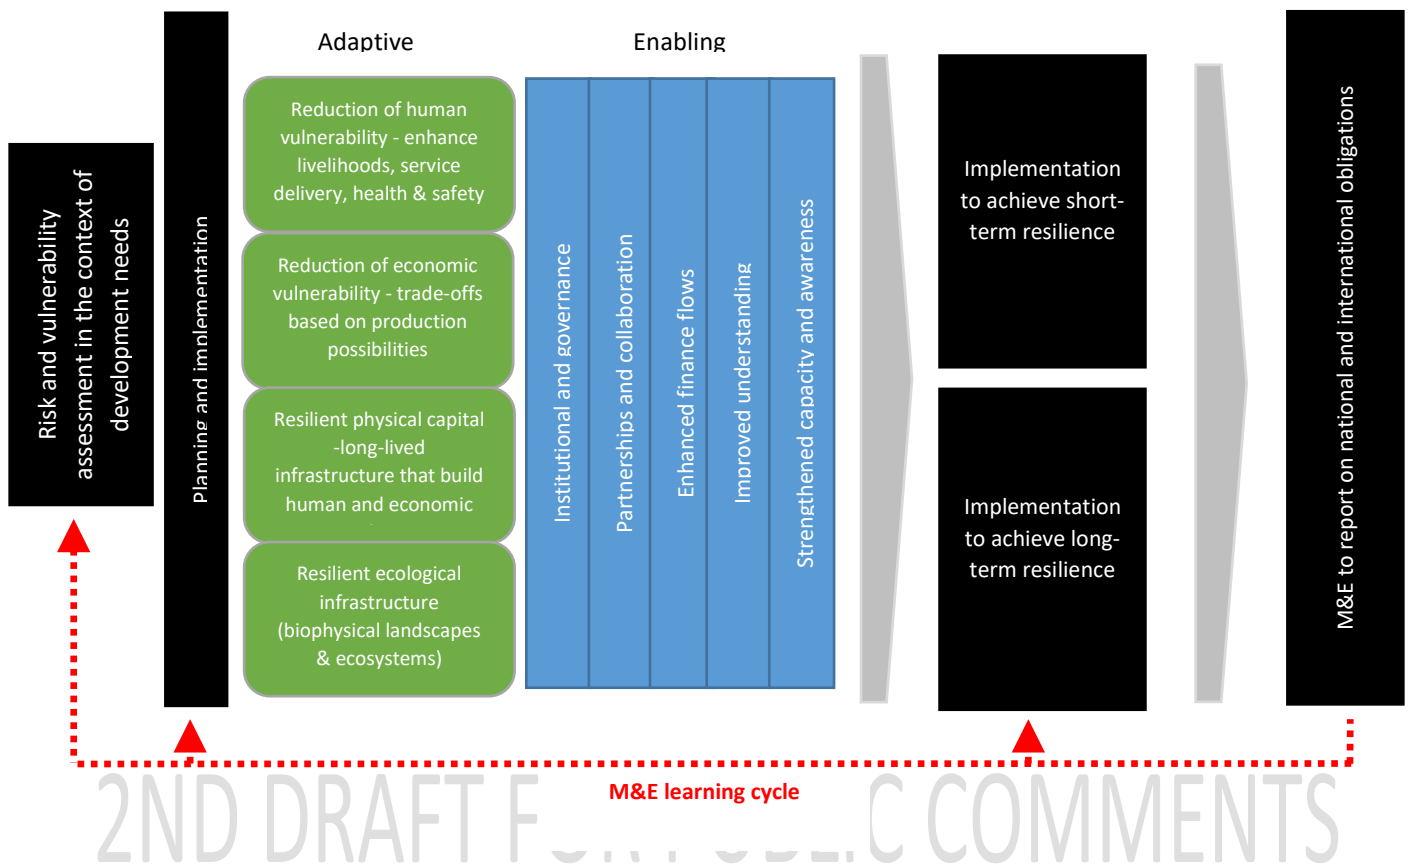 Risk and vulnerability
assessment in the context of
development needs
Planning and implementation
Adaptive
Reduction of human
vulnerability - enhance
livelihoods, service
delivery, health & safety
Reduction of economic
vulnerability - trade-offs
based on production
possibilities
Resilient physical capital
-long-lived
infrastructure that build
human and economic
Resilient ecological
infrastructure
(biophysical landscapes
& ecosystems)
Enabling
Institutional and governance
Partnerships and collaboration
Enhanced finance flows
Improved understanding
Strengthened capacity and awareness
Implementation
to achieve short-
term resilience
Implementation
to achieve long-
term resilience
M&E to report on national and international obligations
M&E learning cycle
2ND DRAFT FOR PUBLIC COMMENTS